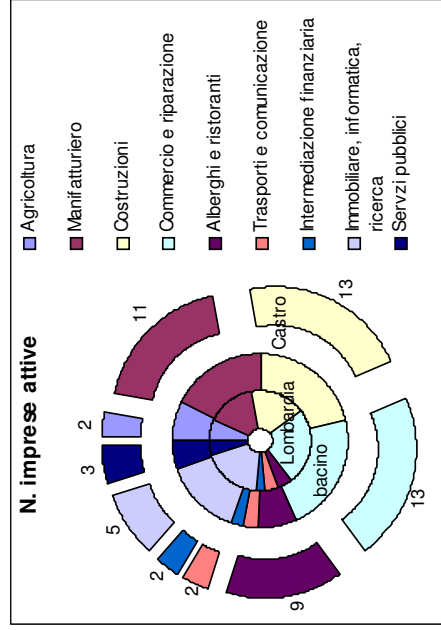 N. imprese attive
2
11
13
13
9
2
2
5
3
Castro
Lombardia
bacino
Agricoltura
Manifatturiero
Costruzioni
Commercio e riparazione
Alberghi e ristoranti
Trasporti e comunicazione
Intermediazione finanziaria
Immobiliare, informatica,
ricerca
Servzi pubblici